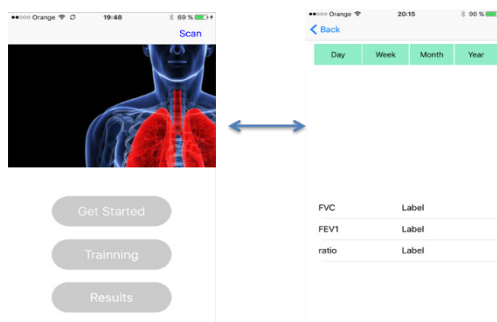 Orange 19:48 69 %
Scan
Get Started
Trainning
Results
Orange 20:15 90 %
Back
Day Week Month Year
FVC Label
FEV1 Label
ratio Label